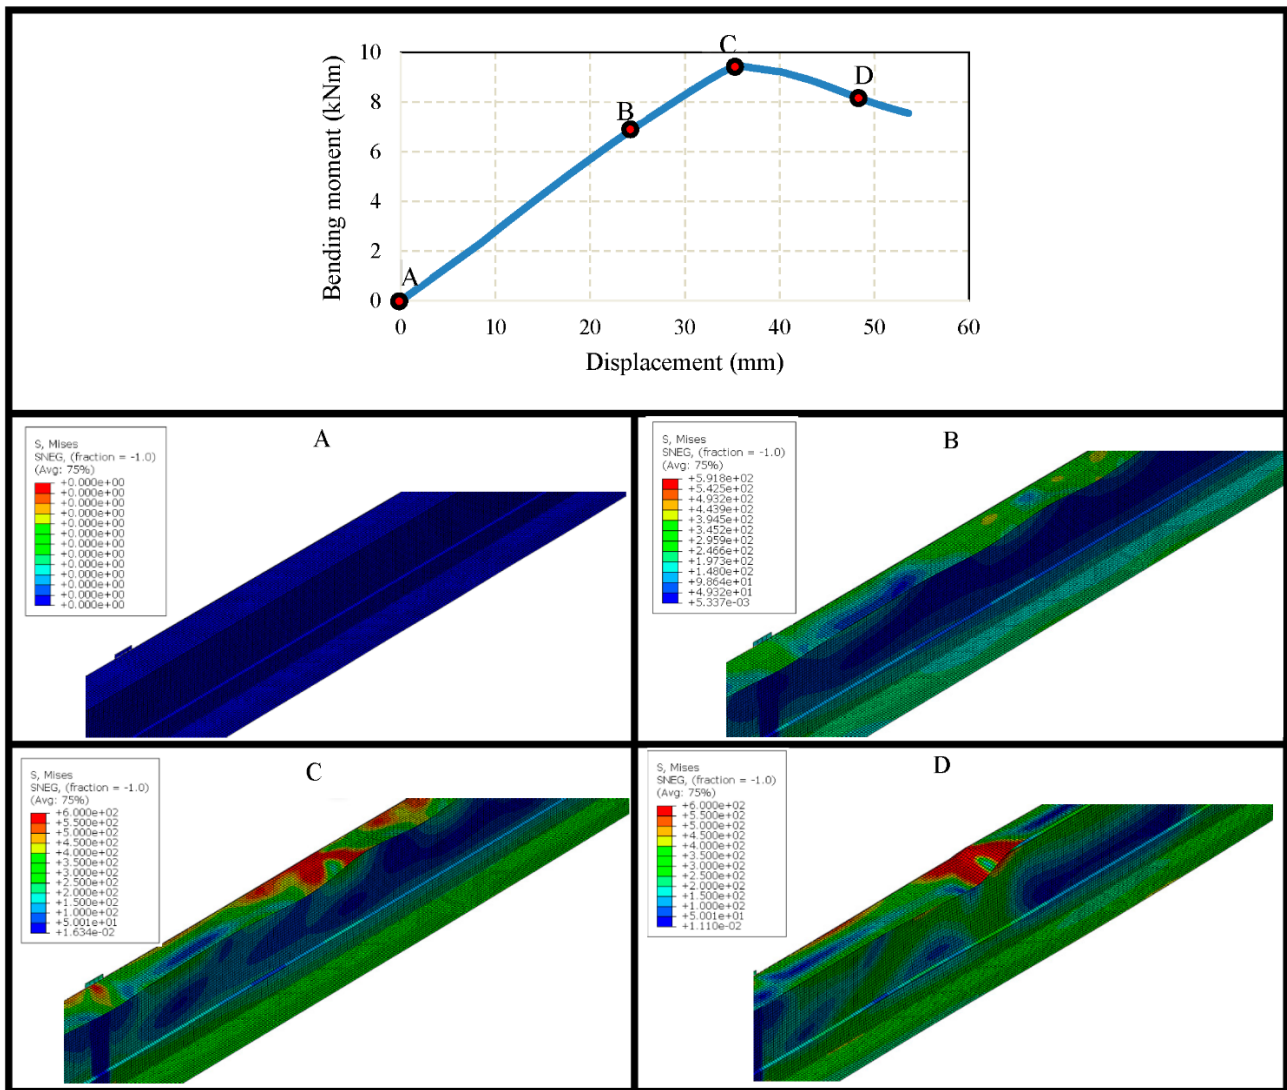 C
D
B
A
10
8
6
4
2
0
Bending moment (kNm)
0 10 20 30 40 50 60
Displacement (mm)
A
S, Mises
SNEG, (fraction = -1.0)
(Avg: 75%)
+0.000e+00
+0.000e+00
+0.000e+00
+0.000e+00
+0.000e+00
+0.000e+00
+0.000e+00
+0.000e+00
+0.000e+00
+0.000e+00
+0.000e+00
+0.000e+00
+0.000e+00
B
S, Mises
SNEG, (fraction = -1.0)
(Avg: 75%)
+5.918e+02
+5.425e+02
+4.932e+02
+4.439e+02
+3.945e+02
+3.452e+02
+2.959e+02
+2.466e+02
+1.973e+02
+1.480e+02
+9.864e+01
+4.932e+01
+5.337e-03
C
S, Mises
SNEG, (fraction = -1.0)
(Avg: 75%)
+6.000e+02
+5.500e+02
+5.000e+02
+4.500e+02
+4.000e+02
+3.500e+02
+3.000e+02
+2.500e+02
+2.000e+02
+1.500e+02
+1.000e+02
+5.001e+01
+1.634e-02
D
S, Mises
SNEG, (fraction = -1.0)
(Avg: 75%)
+6.000e+02
+5.500e+02
+5.000e+02
+4.500e+02
+4.000e+02
+3.500e+02
+3.000e+02
+2.500e+02
+2.000e+02
+1.500e+02
+1.000e+02
+5.001e+01
+1.110e-02